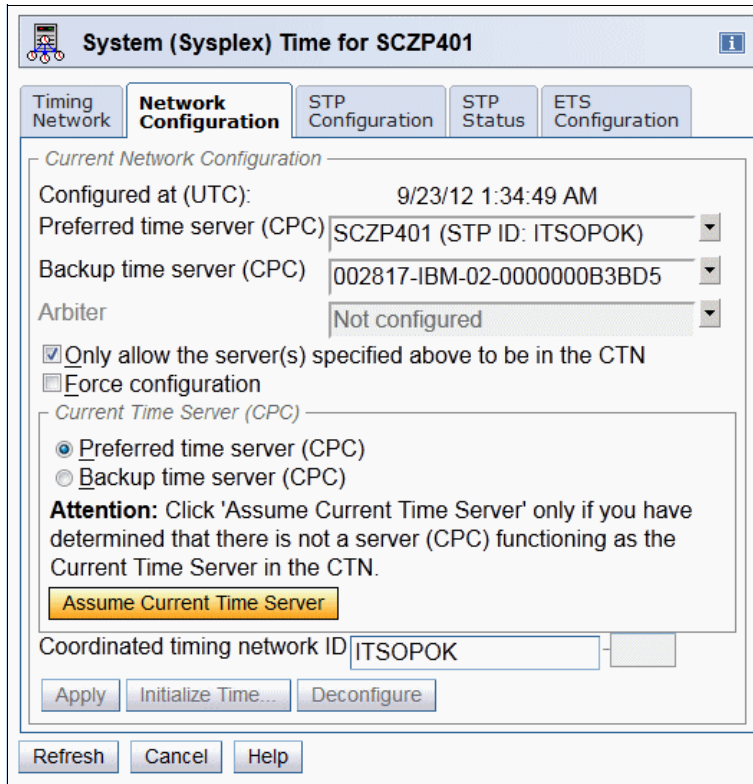 System (Sysplex) Time for SCZP401
i
Timing Network
Network Configuration
STP Configuration
STP Status
ETS Configuration
Current Network Configuration
Configured at (UTC): 9/23/12 1:34:49 AM
Preferred time server (CPC) SCZP401 (STP ID: ITSOPOK)
Backup time server (CPC) 002817-IBM-02-0000000B3BD5
Arbiter Not configured
Only allow the server(s) specified above to be in the CTN
Force configuration
Current Time Server (CPC)
Preferred time server (CPC)
Backup time server (CPC)
Attention: Click 'Assume Current Time Server' only if you have
determined that there is not a server (CPC) functioning as the
Current Time Server in the CTN.
Assume Current Time Server
Coordinated timing network ID ITSOPOK -
Apply Initialize Time... Deconfigure
Refresh Cancel Help